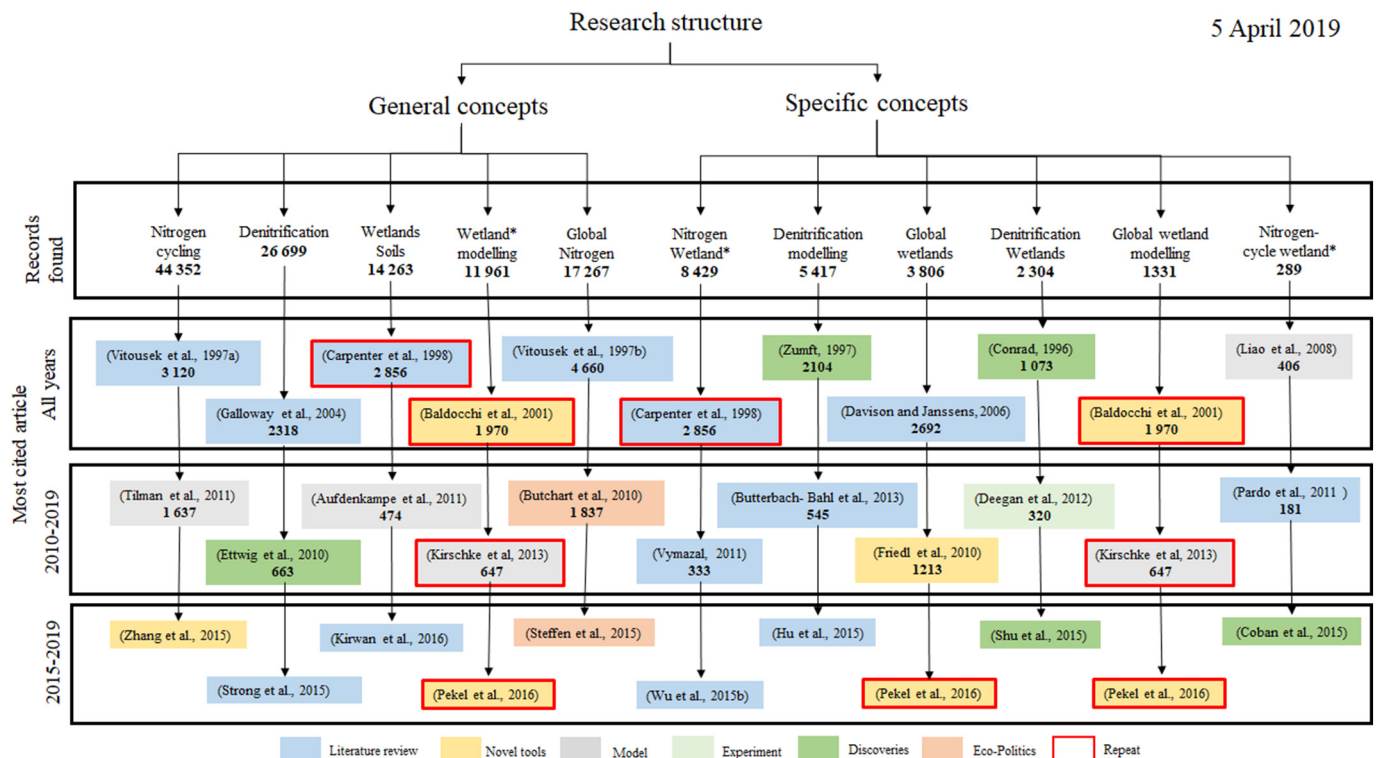 Research structure
5 April 2019
General concepts
Specific concepts
Records found
Nitrogen cycling
44 352
Denitrification
26 699
Wetlands Soils
14 263
Wetland* modelling
11 961
Global Nitrogen
17 267
Nitrogen Wetland*
8 429
Denitrification modelling
5 417
Global wetlands
3 806
Denitrification Wetlands
2 304
Global wetland modelling
1331
Nitrogen-cycle wetland*
289
Most cited article
All years
(Vitousek et al., 1997a)
3 120
(Galloway et al., 2004)
2318
(Carpenter et al., 1998)
2 856
(Baldocchi et al., 2001)
1 970
(Vitousek et al., 1997b)
4 660
(Carpenter et al., 1998)
2 856
(Zumft, 1997)
2104
(Davison and Janssens, 2006)
2692
(Conrad, 1996)
1 073
(Baldocchi et al., 2001)
1 970
(Liao et al., 2008)
406
2010-2019
(Tilman et al., 2011)
1 637
(Ettwig et al., 2010)
663
(Aufdenkampe et al., 2011)
474
(Kirschke et al, 2013)
647
(Butchart et al., 2010)
1 837
(Vymazal, 2011)
333
(Butterbach- Bahl et al., 2013)
545
(Friedl et al., 2010)
1213
(Deegan et al., 2012)
320
(Kirschke et al, 2013)
647
(Pardo et al., 2011 )
181
2015-2019
(Zhang et al., 2015)
(Strong et al., 2015)
(Kirwan et al., 2016)
(Pekel et al., 2016)
(Steffen et al., 2015)
(Wu et al., 2015b)
(Hu et al., 2015)
(Pekel et al., 2016)
(Shu et al., 2015)
(Pekel et al., 2016)
(Coban et al., 2015)
Literature review
Novel tools
Model
Experiment
Discoveries
Eco-Politics
Repeat